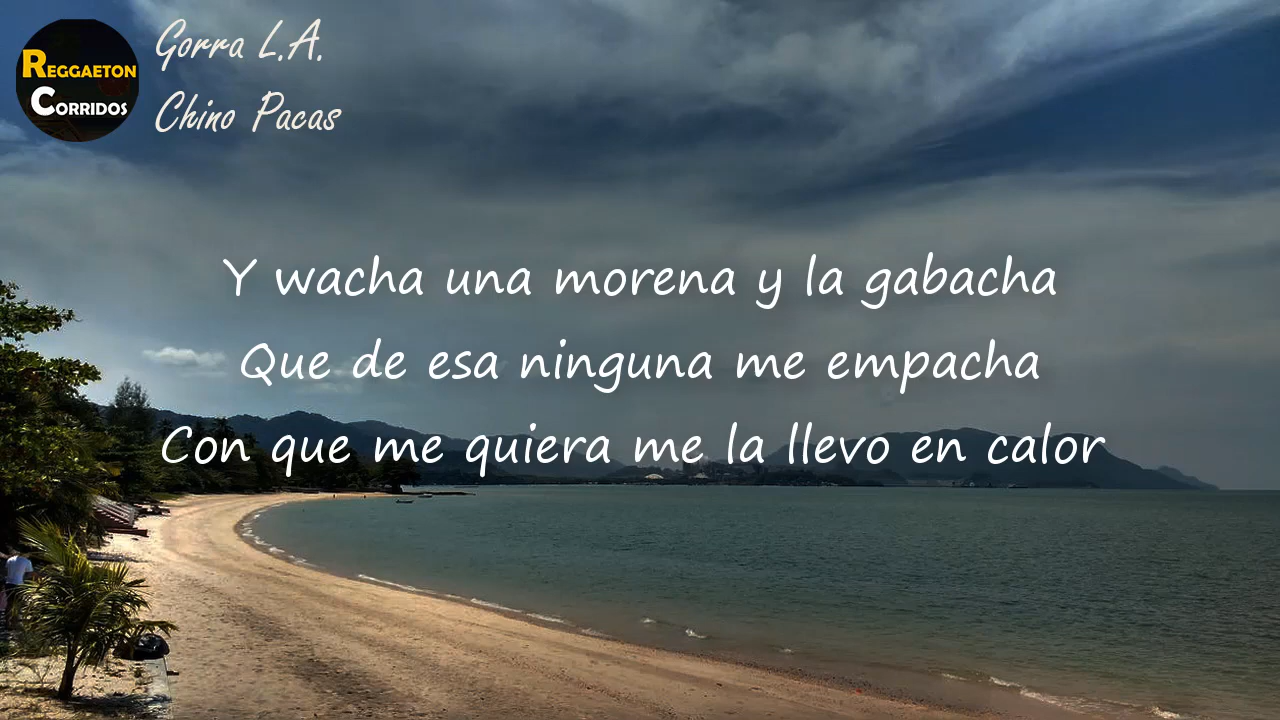 REGGAETON
CORRIDOS
Gorra L.A.
Chino Pacas
Y wacha una morena y la gabacha
Que de esa ninguna me empacha
Con que me quiera me la llevo en calor